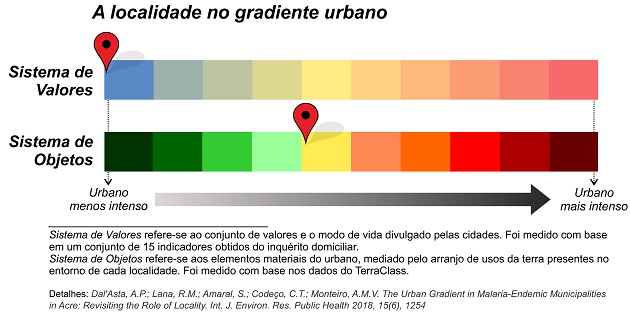 A localidade no gradiente urbano
Sistema de
Valores
Sistema de
Objetos
Urbano
menos intenso
Urbano
mais intenso
Sistema de Valores refere-se ao conjunto de valores e o modo de vida divulgado pelas cidades. Foi medido com base
em um conjunto de 15 indicadores obtidos do inquérito domiciliar.
Sistema de Objetos refere-se aos elementos materiais do urbano, mediado pelo arranjo de usos da terra presentes no
entorno de cada localidade. Foi medido com base nos dados do TerraClass.
Detalhes: Dal'Asta, A.P.; Lana, R.M.; Amaral, S.; Codeço, C.T.; Monteiro, A.M.V. The Urban Gradient in Malaria-Endemic Municipalities
in Acre: Revisiting the Role of Locality. Int. J. Environ. Res. Public Health 2018, 15(6), 1254